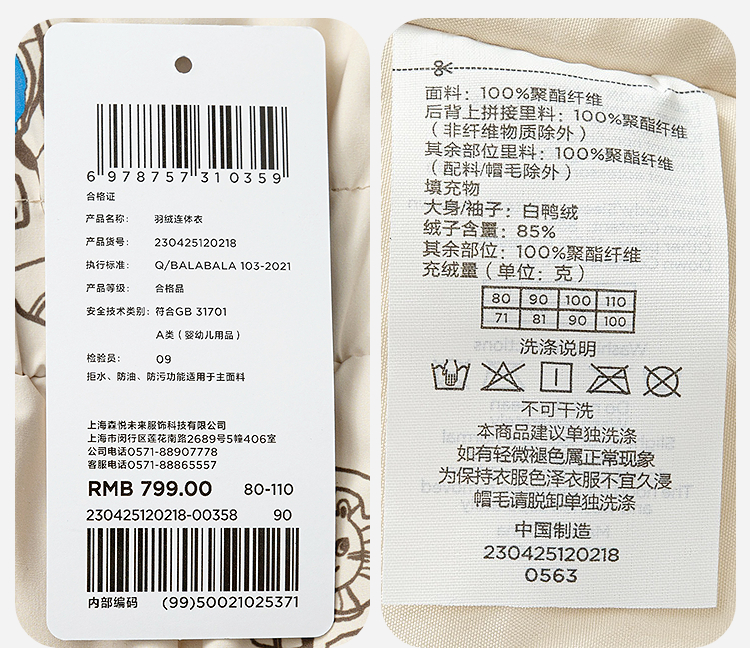 6 978757 310359
合格证
产品名称: 羽绒连体衣
产品货号: 230425120218
执行标准: Q/BALABALA 103-2021
产品等级: 合格品
安全技术类别: 符合GB 31701
A类（婴幼儿用品）
检验员: 09
拒水、防油、防污功能适用于主面料
上海森悦未来服饰科技有限公司
上海市闵行区莲花南路2689号5幢406室
公司电话0571-88907778
客服电话0571-88865557
RMB 799.00 80-110
230425120218-00358 90
内部编码 (99)50021025371
面料: 100%聚酯纤维
后背上拼接里料: 100%聚酯纤维
（非纤维物质除外）
其余部位里料: 100%聚酯纤维
（配料/帽毛除外）
填充物
大身/袖子: 白鸭绒
绒子含量: 85%
其余部位: 100%聚酯纤维
充绒量（单位: 克）
80 90 100 110
71 81 90 100
洗涤说明
不可干洗
本商品建议单独洗涤
如有轻微褪色属正常现象
为保持衣服色泽衣服不宜久浸
帽毛请脱卸单独洗涤
中国制造
230425120218
0563